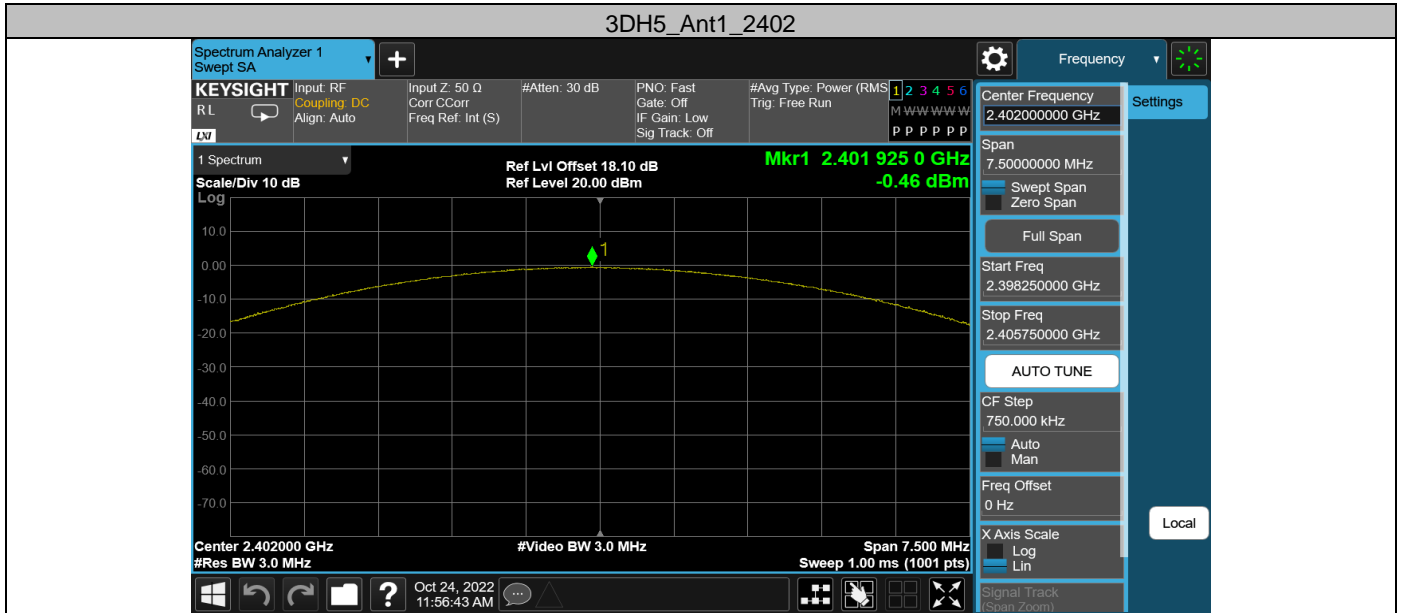 3DH5_Ant1_2402
Spectrum Analyzer 1
Swept SA
Frequency
KEYSIGHT
RL
LXI
Input: RF
Coupling: DC
Align: Auto
Input Z: 50 Ω
Corr CCorr
Freq Ref: Int (S)
#Atten: 30 dB
PNO: Fast
Gate: Off
IF Gain: Low
Sig Track: Off
#Avg Type: Power (RMS
Trig: Free Run
1 2 3 4 5 6
M W W W W W
P P P P P P
1 Spectrum
Scale/Div 10 dB
Ref Lvl Offset 18.10 dB
Ref Level 20.00 dBm
Mkr1 2.401 925 0 GHz
-0.46 dBm
Log
10.0
0.00
-10.0
-20.0
-30.0
-40.0
-50.0
-60.0
-70.0
1
Center 2.402000 GHz
#Res BW 3.0 MHz
#Video BW 3.0 MHz
Span 7.500 MHz
Sweep 1.00 ms (1001 pts)
Center Frequency
2.402000000 GHz
Span
7.50000000 MHz
Swept Span
Zero Span
Full Span
Start Freq
2.398250000 GHz
Stop Freq
2.405750000 GHz
AUTO TUNE
CF Step
750.000 kHz
Auto
Man
Freq Offset
0 Hz
X Axis Scale
Log
Lin
Signal Track
(Span Zoom)
Settings
Local
?
Oct 24, 2022
11:56:43 AM